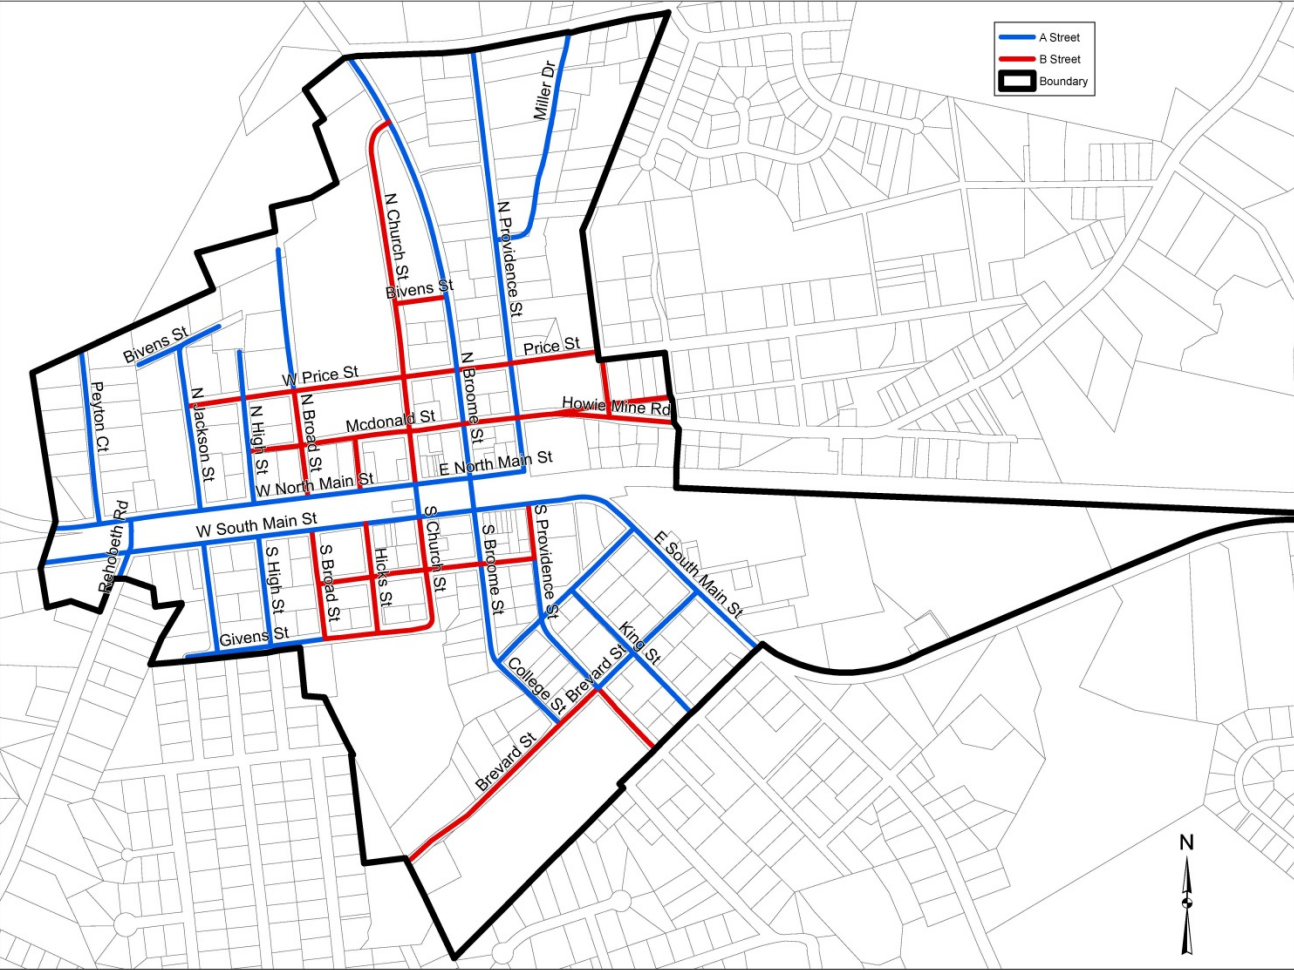 A Street
B Street
Boundary
Miller Dr
N Church St
N Providence St
Bivens St
Bivens St
Price St
W Price St
N Broome St
Peyton Ct
N Jackson St
N High St
N Broad St
Mcdonald St
Howie Mine Rd
E North Main St
W North Main St
Rehobeth Rd
W South Main St
S Church St
S Providence St
S High St
S Broad St
Hicks St
S Broome St
E South Main St
Givens St
King St
College St
Brevard St
Brevard St
N